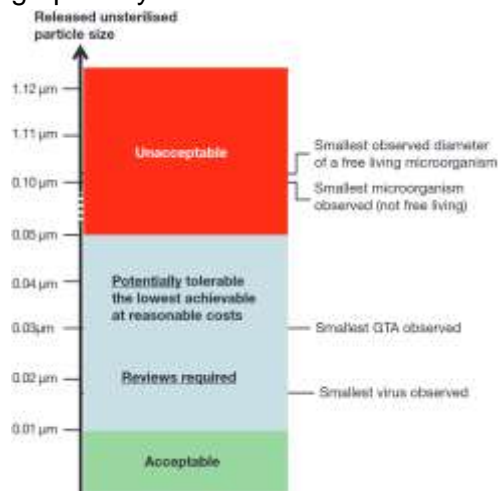 Released unsterilised
particle size
1.12 µm
1.11 µm
Unacceptable
Smallest observed diameter
of a free living microorganism
0.10 µm
Smallest microorganism
observed (not free living)
0.05 µm
0.04 µm
Potentially tolerable
the lowest achievable
at reasonable costs
0.03µm
Smallest GTA observed
0.02 µm
Reviews required
Smallest virus observed
0.01 µm
Acceptable